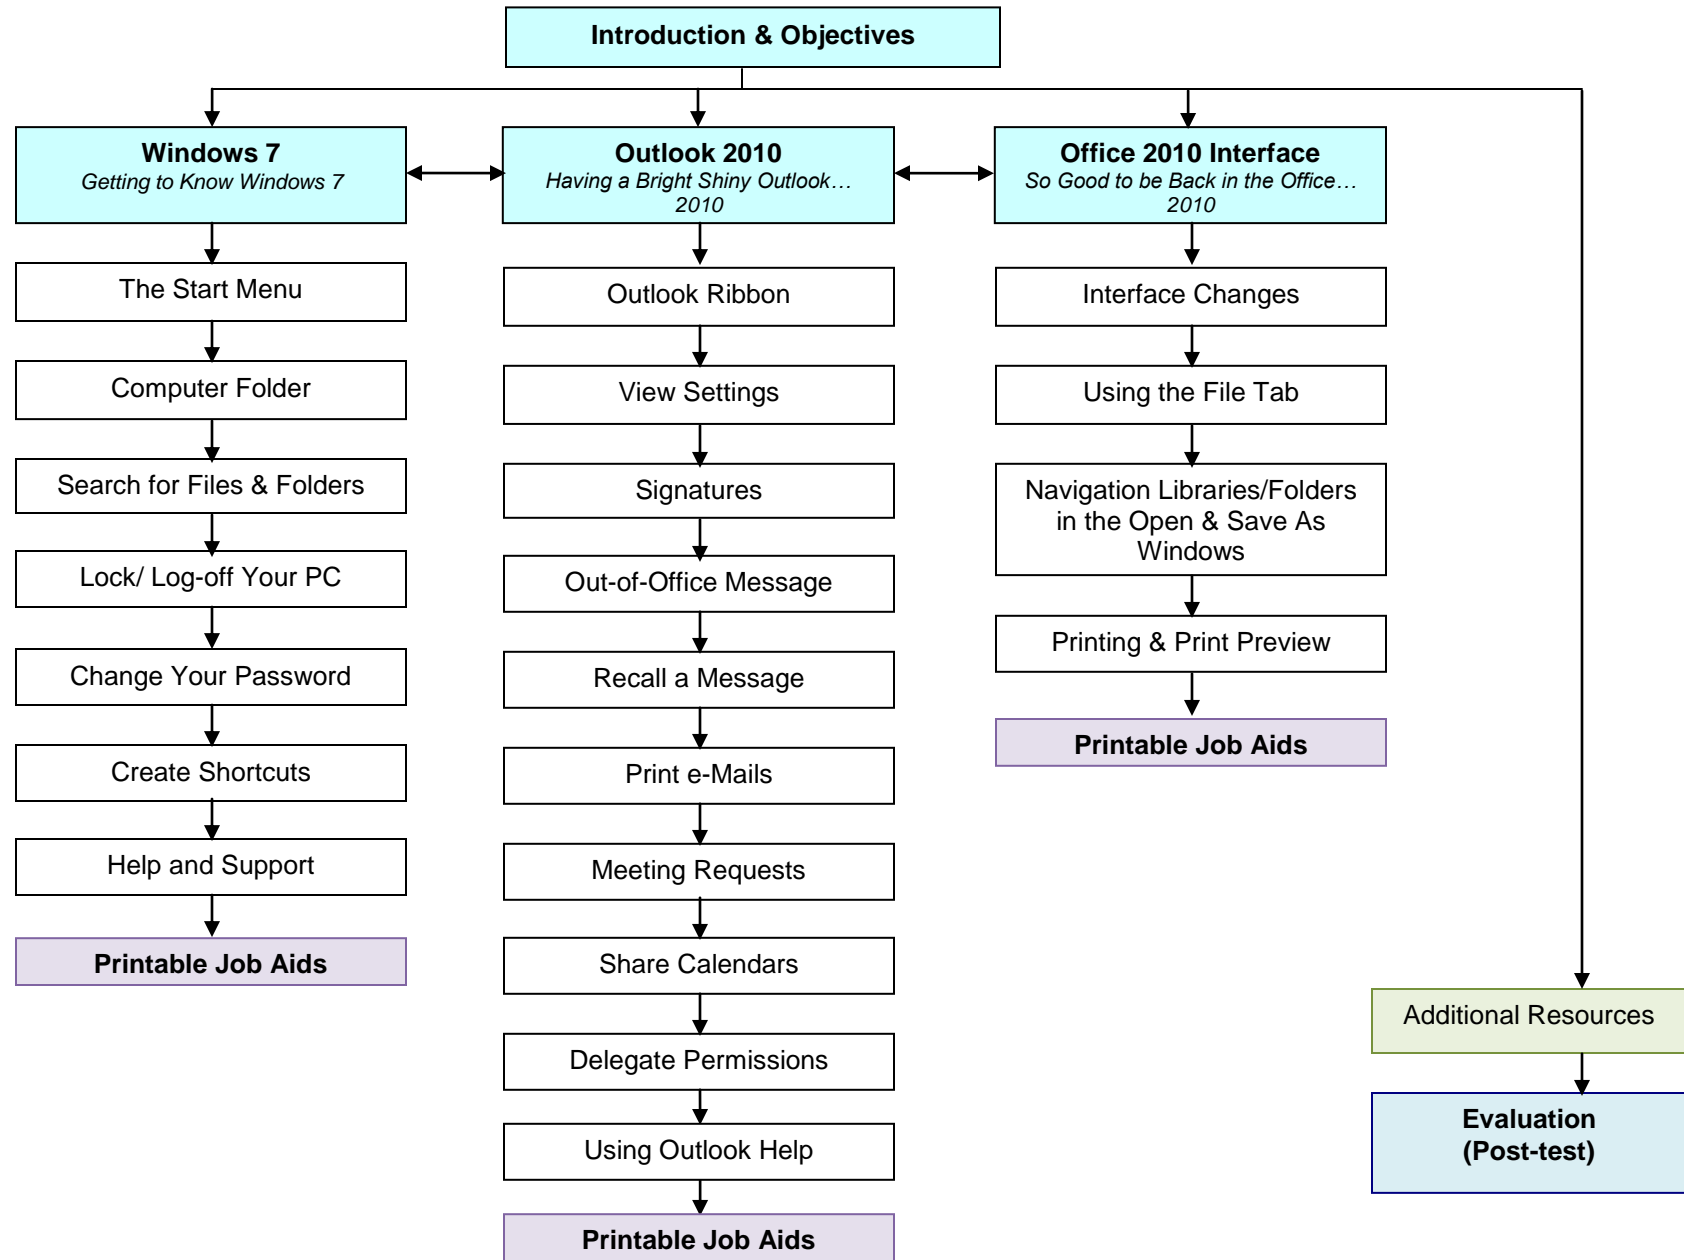 Introduction & Objectives
Windows 7
Getting to Know Windows 7
The Start Menu
Computer Folder
Search for Files & Folders
Lock/ Log-off Your PC
Change Your Password
Create Shortcuts
Help and Support
Printable Job Aids
Outlook 2010
Having a Bright Shiny Outlook…
2010
Outlook Ribbon
View Settings
Signatures
Out-of-Office Message
Recall a Message
Print e-Mails
Meeting Requests
Share Calendars
Delegate Permissions
Using Outlook Help
Printable Job Aids
Office 2010 Interface
So Good to be Back in the Office…
2010
Interface Changes
Using the File Tab
Navigation Libraries/Folders
in the Open & Save As
Windows
Printing & Print Preview
Printable Job Aids
Additional Resources
Evaluation
(Post-test)